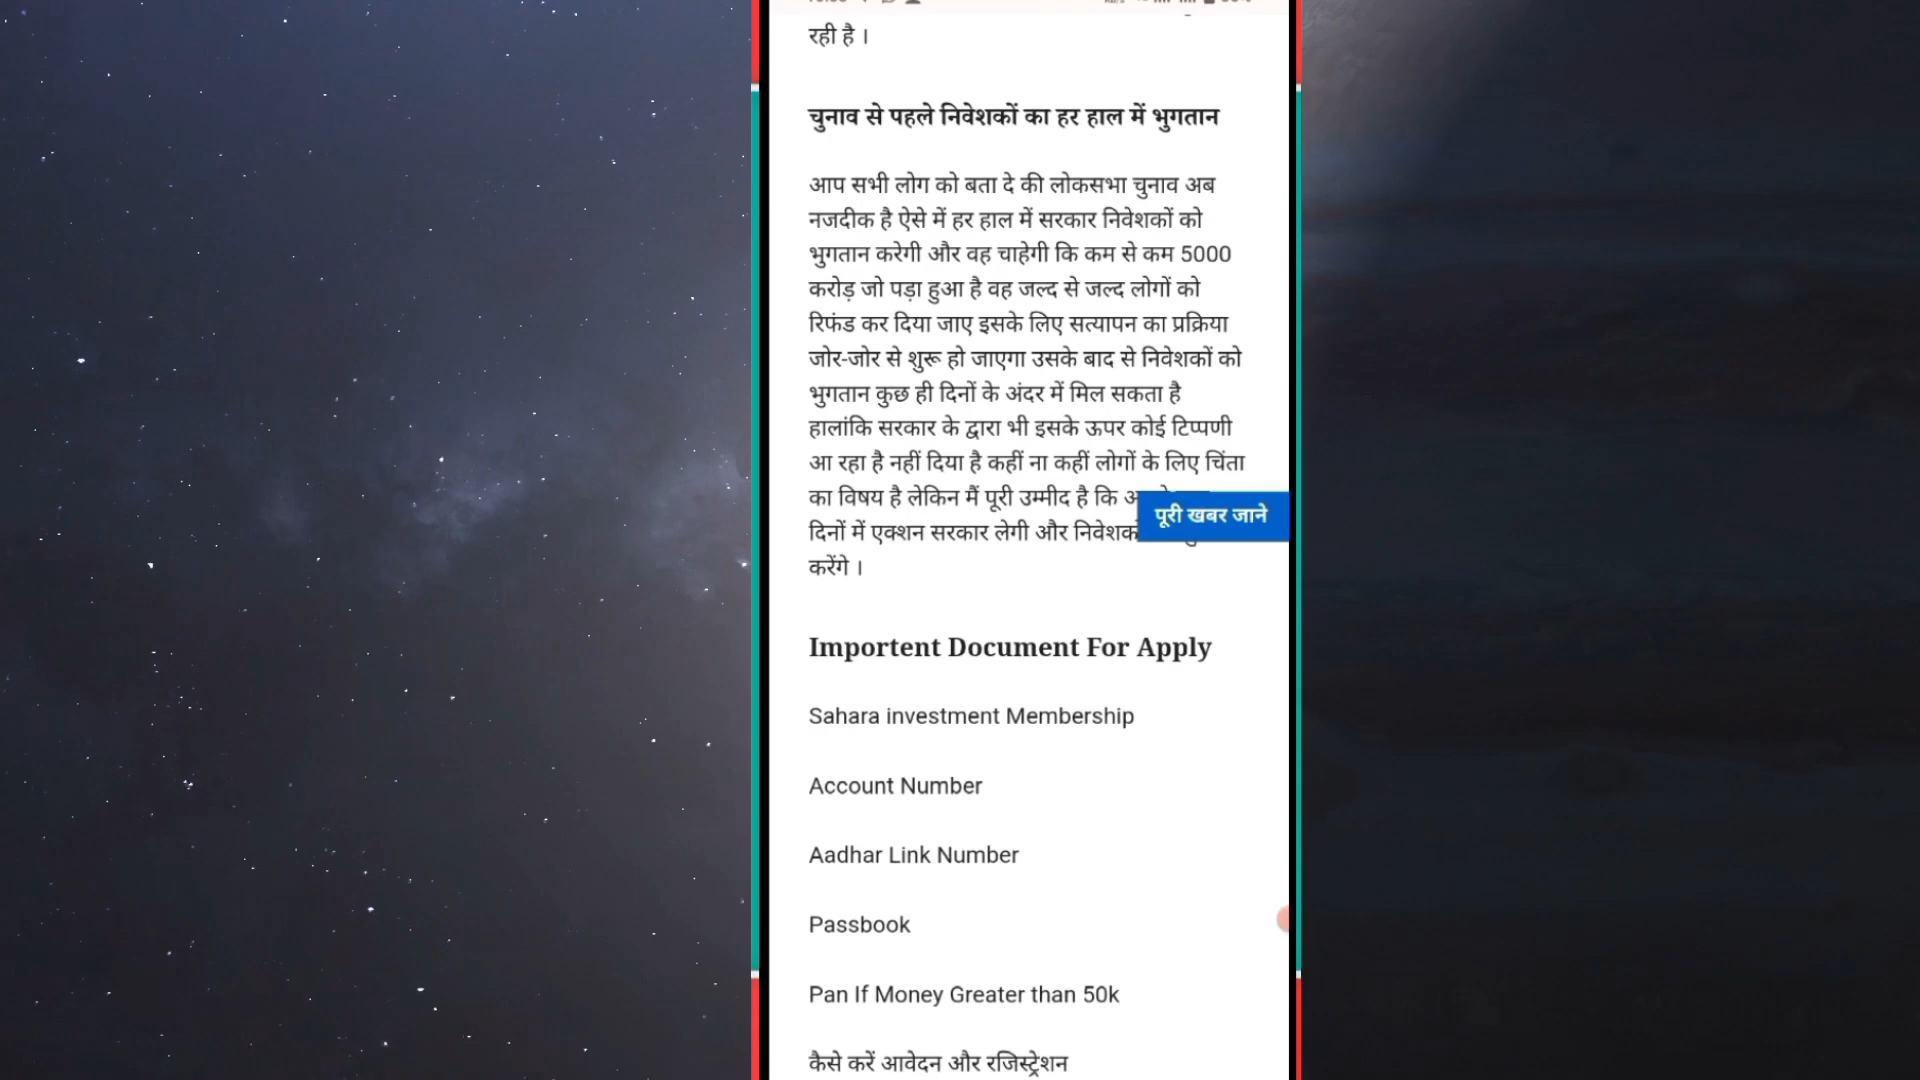 रही है ।
चुनाव से पहले निवेशकों का हर हाल में भुगतान
आप सभी लोग को बता दे की लोकसभा चुनाव अब
नजदीक है ऐसे में हर हाल में सरकार निवेशकों को
भुगतान करेगी और वह चाहेगी कि कम से कम 5000
करोड़ जो पड़ा हुआ है वह जल्द से जल्द लोगों को
रिफंड कर दिया जाए इसके लिए सत्यापन का प्रक्रिया
जोर-जोर से शुरू हो जाएगा उसके बाद से निवेशकों को
भुगतान कुछ ही दिनों के अंदर में मिल सकता है
हालांकि सरकार के द्वारा भी इसके ऊपर कोई टिप्पणी
आ रहा है नहीं दिया है कहीं ना कहीं लोगों के लिए चिंता
का विषय है लेकिन मैं पूरी उम्मीद है कि
पूरी खबर जाने
दिनों में एक्शन सरकार लेगी और
करेंगे ।
Importent Document For Apply
Sahara investment Membership
Account Number
Aadhar Link Number
Passbook
Pan If Money Greater than 50k
कैसे करें आवेदन और रजिस्ट्रेशन